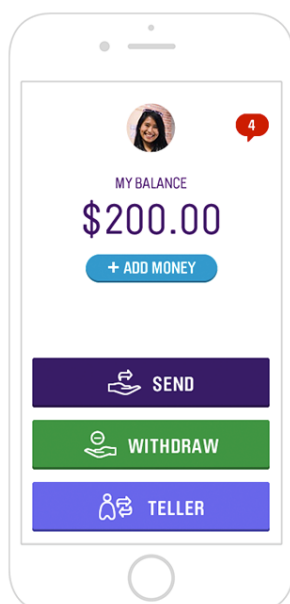 4
MY BALANCE
$200.00
+ ADD MONEY
SEND
WITHDRAW
TELLER